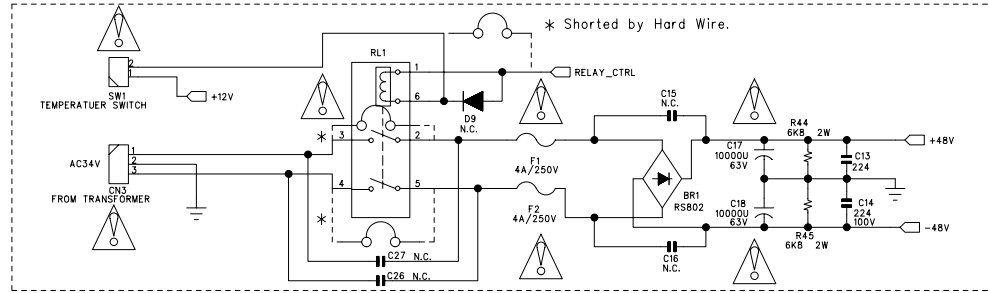 * Shorted by Hard Wire.
RL1
1
RELAY_CTRL
2
1
SW1
TEMPERATUER SWITCH
+12V
6
D9
N.C.
C15
N.C.
*
3
2
R44
6K8 2W
+48V
1
2
3
AC34V
CN3
FROM TRANSFORMER
F1
4A/250V
C17
10000U
63V
C13
224
4
5
BR1
RS802
*
F2
4A/250V
C18
10000U
63V
C14
224
100V
R45
6K8 2W
-48V
C16
N.C.
C27 N.C.
C26 N.C.